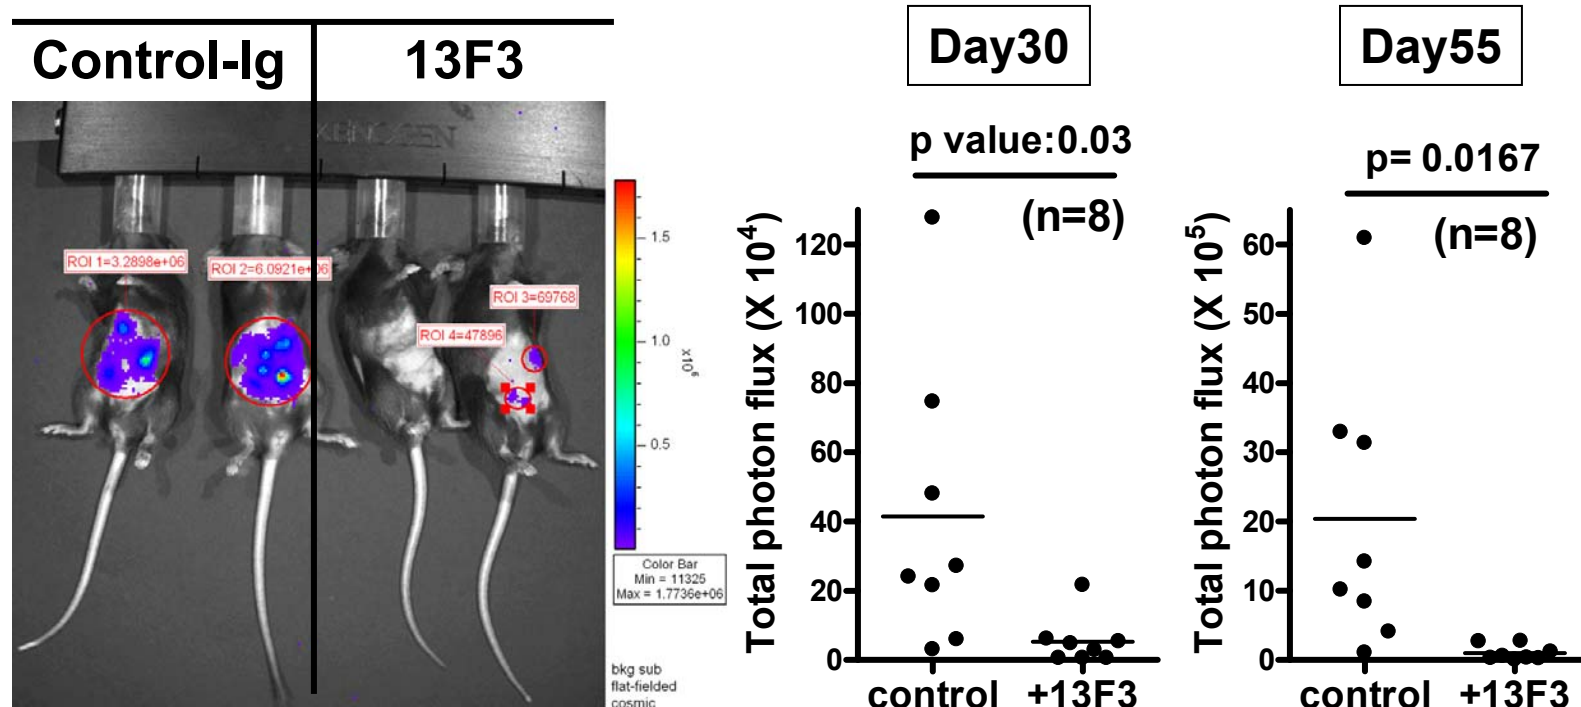 Control-Ig
13F3
XENOGEN
ROI 1=3.2898e+06
ROI 2=6.0921e+06
ROI 3=69768
ROI 4=47896
1.5
1.0
0.5
x10⁶
Color Bar
Min = 11325
Max = 1.7736e+06
bkg sub
flat-fielded
cosmic
Day30
p value:0.03
(n=8)
Total photon flux (X 10⁴)
120
100
80
60
40
20
0
control
+13F3
Day55
p= 0.0167
(n=8)
Total photon flux (X 10⁵)
60
50
40
30
20
10
0
control
+13F3